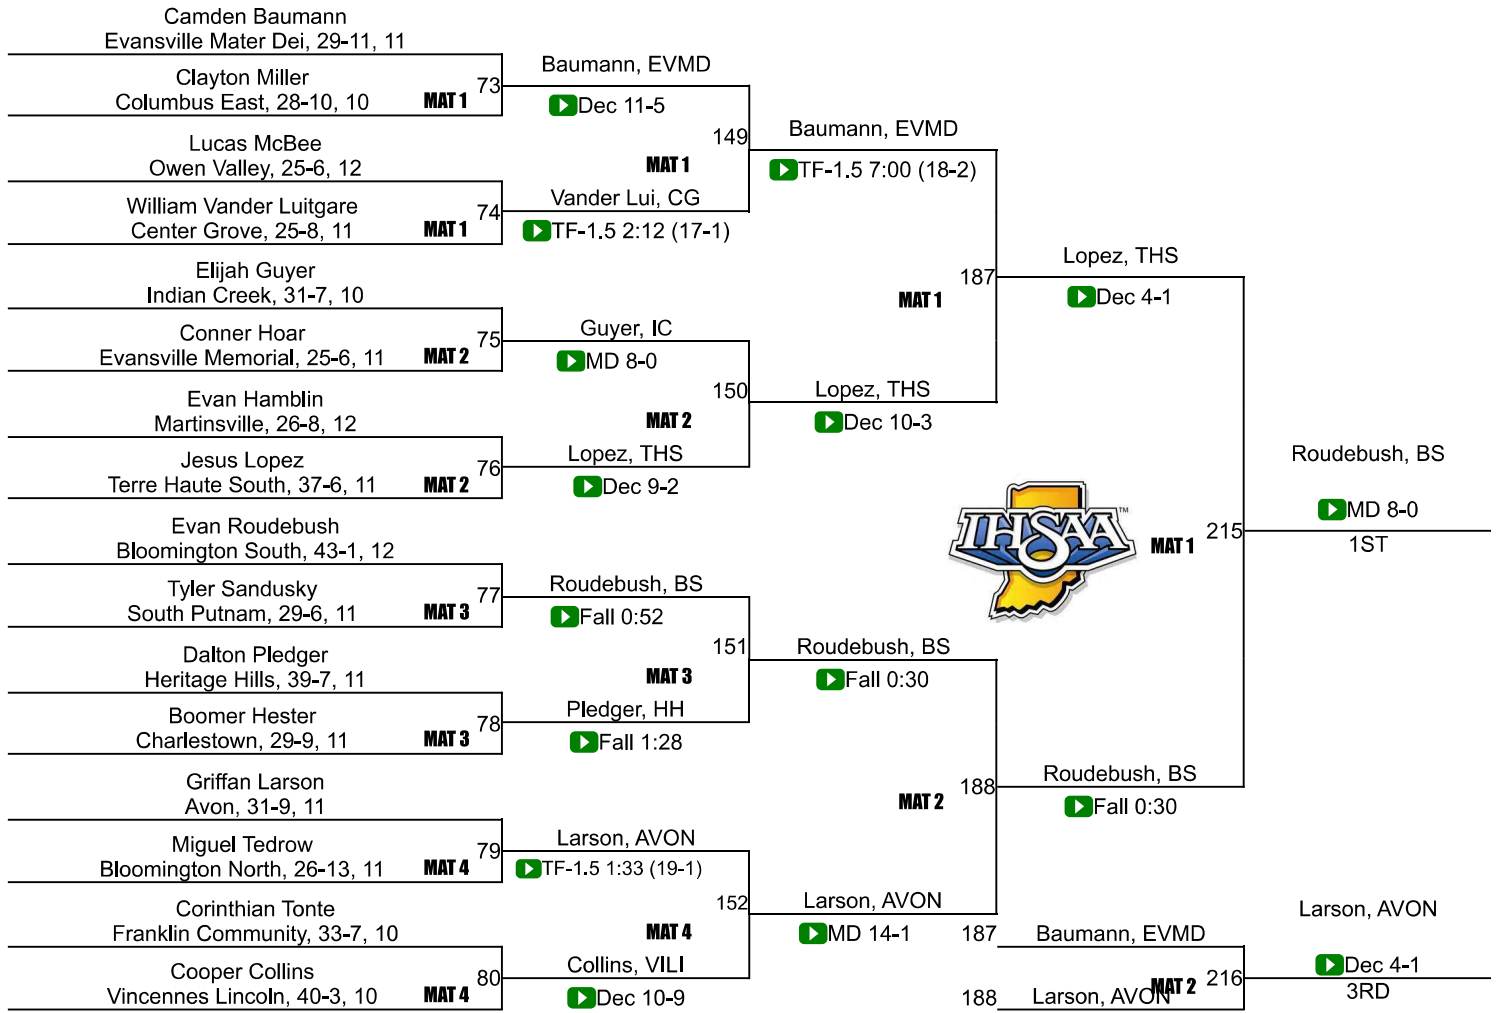 Camden Baumann
Evansville Mater Dei, 29-11, 11
Clayton Miller
Columbus East, 28-10, 10
MAT 1
73
Baumann, EVMD
Dec 11-5
Lucas McBee
Owen Valley, 25-6, 12
William Vander Luitgare
Center Grove, 25-8, 11
MAT 1
74
Vander Lui, CG
TF-1.5 2:12 (17-1)
149
MAT 1
Baumann, EVMD
TF-1.5 7:00 (18-2)
Elijah Guyer
Indian Creek, 31-7, 10
Conner Hoar
Evansville Memorial, 25-6, 11
MAT 2
75
Guyer, IC
MD 8-0
Evan Hamblin
Martinsville, 26-8, 12
Jesus Lopez
Terre Haute South, 37-6, 11
MAT 2
76
Lopez, THS
Dec 9-2
150
MAT 2
Lopez, THS
Dec 10-3
187
MAT 1
Lopez, THS
Dec 4-1
Evan Roudebush
Bloomington South, 43-1, 12
Tyler Sandusky
South Putnam, 29-6, 11
MAT 3
77
Roudebush, BS
Fall 0:52
Dalton Pledger
Heritage Hills, 39-7, 11
Boomer Hester
Charlestown, 29-9, 11
MAT 3
78
Pledger, HH
Fall 1:28
151
MAT 3
Roudebush, BS
Fall 0:30
Griffan Larson
Avon, 31-9, 11
Miguel Tedrow
Bloomington North, 26-13, 11
MAT 4
79
Larson, AVON
TF-1.5 1:33 (19-1)
Corinthian Tonte
Franklin Community, 33-7, 10
Cooper Collins
Vincennes Lincoln, 40-3, 10
MAT 4
80
Collins, VILI
Dec 10-9
152
MAT 4
Larson, AVON
MD 14-1
188
MAT 2
Roudebush, BS
Fall 0:30
IHSAA
TM
MAT 1
215
Roudebush, BS
MD 8-0
1ST
187
Baumann, EVMD
188
Larson, AVON
MAT 2
216
Larson, AVON
Dec 4-1
3RD